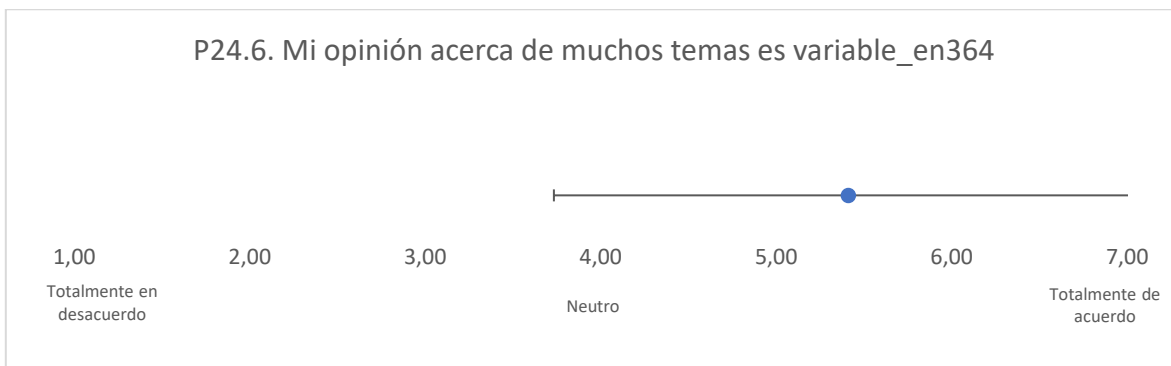 P24.6. Mi opinión acerca de muchos temas es variable_en364
1,00 2,00 3,00 4,00 5,00 6,00 7,00
Totalmente en
desacuerdo
Neutro
Totalmente de
acuerdo